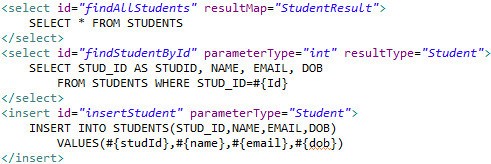 <select id="findAllStudents" resultMap="StudentResult">
SELECT * FROM STUDENTS
</select>
<select id="findStudentById" parameterType="int" resultType="Student">
SELECT STUD_ID AS STUDID, NAME, EMAIL, DOB
FROM STUDENTS WHERE STUD_ID=#{Id}
</select>
<insert id="insertStudent" parameterType="Student">
INSERT INTO STUDENTS(STUD_ID,NAME,EMAIL,DOB)
VALUES(#{studId},#{name},#{email},#{dob})
</insert>